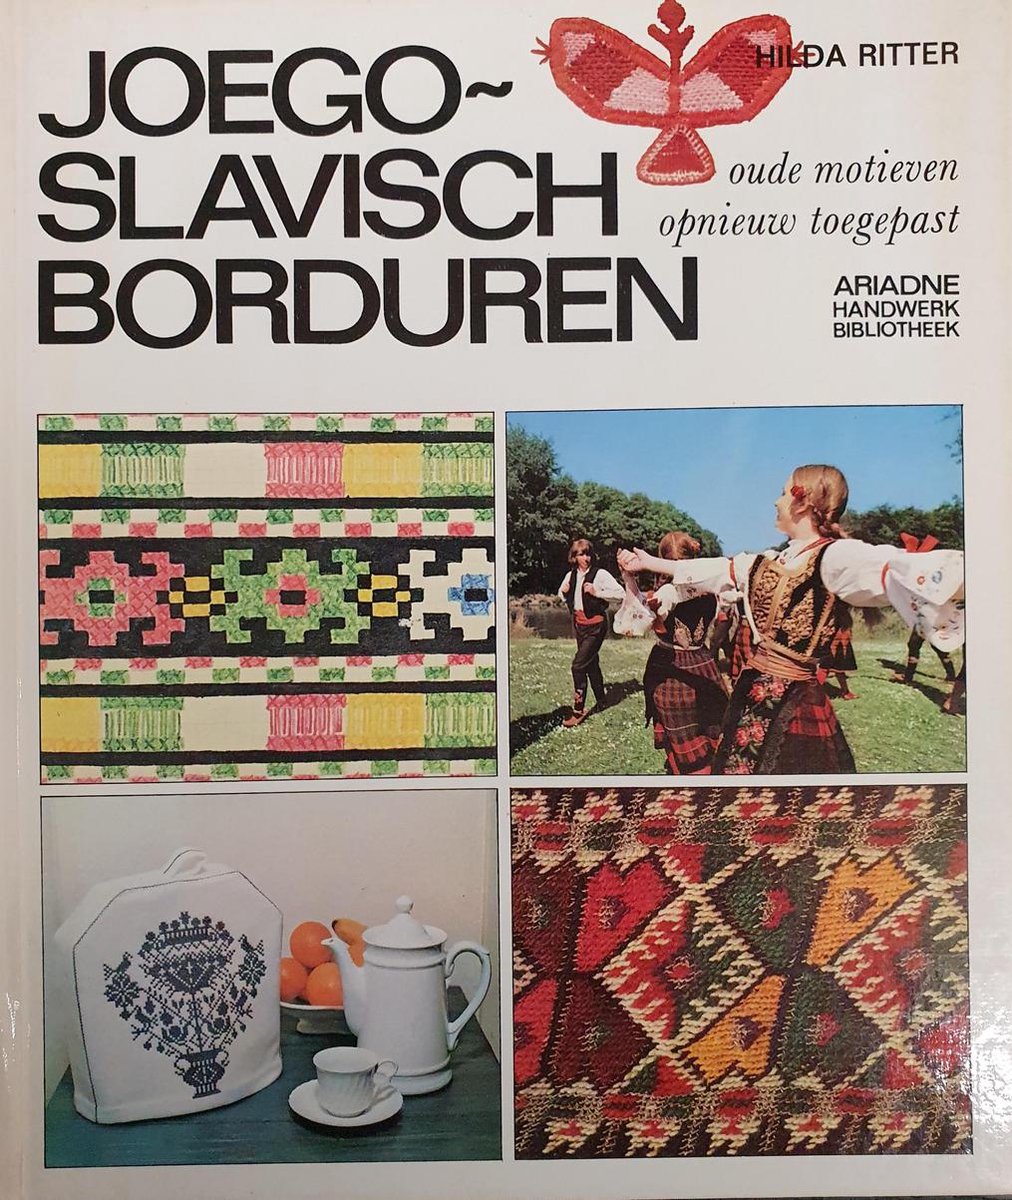 JOEGO~
SLAVISCH
BORDUREN
HILDA RITTER
oude motieven
opnieuw toegepast
ARIADNE
HANDWERK
BIBLIOTHEEK